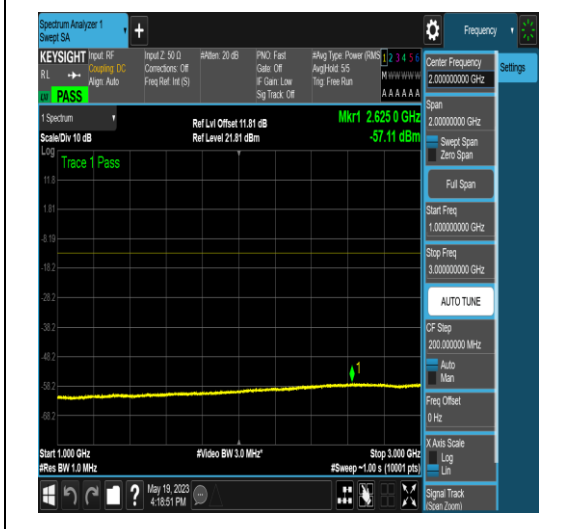 Spectrum Analyzer 1
Swept SA
Frequency
KEYSIGHT
RL
PASS
Input: RF
Coupling: DC
Align: Auto
Input Z: 50 Ω
Corrections: Off
Freq Ref: Int (S)
#Atten: 20 dB
PNO: Fast
Gate: Off
IF Gain: Low
Sig Track: Off
#Avg Type: Power (RMS
Avg|Hold: 5/5
Trig: Free Run
1 2 3 4 5 6
M W W W W W
A A A A A A
1 Spectrum
Scale/Div 10 dB
Ref Lvl Offset 11.81 dB
Ref Level 21.81 dBm
Mkr1 2.625 0 GHz
-57.11 dBm
Log
Trace 1 Pass
11.8
1.81
-8.19
-18.2
-28.2
-38.2
-48.2
-58.2
-68.2
1
Start 1.000 GHz
#Res BW 1.0 MHz
#Video BW 3.0 MHz*
Stop 3.000 GHz
#Sweep ~1.00 s (10001 pts)
May 19, 2023
4:18:51 PM
Center Frequency
2.000000000 GHz
Span
2.00000000 GHz
Swept Span
Zero Span
Full Span
Start Freq
1.000000000 GHz
Stop Freq
3.000000000 GHz
AUTO TUNE
CF Step
200.000000 MHz
Auto
Man
Freq Offset
0 Hz
X Axis Scale
Log
Lin
Signal Track
(Span Zoom)
Settings